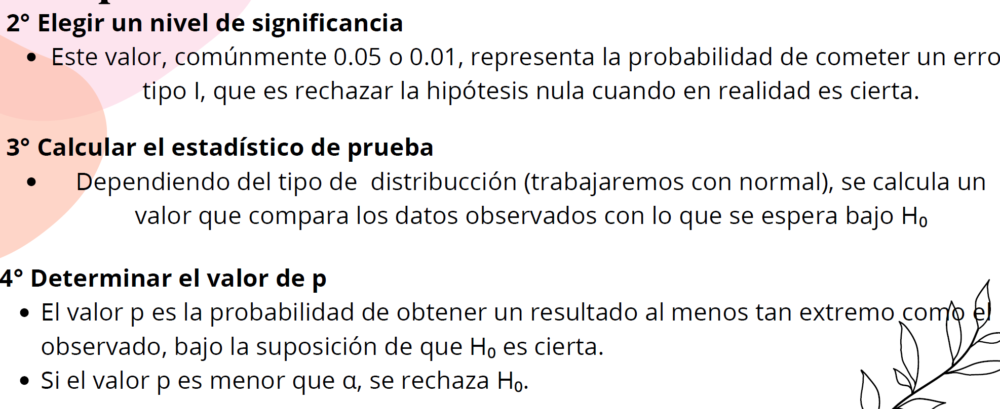 2° Elegir un nivel de significancia
• Este valor, comúnmente 0.05 o 0.01, representa la probabilidad de cometer un erro
tipo I, que es rechazar la hipótesis nula cuando en realidad es cierta.
3° Calcular el estadístico de prueba
• Dependiendo del tipo de distribucción (trabajaremos con normal), se calcula un
valor que compara los datos observados con lo que se espera bajo H₀
4° Determinar el valor de p
• El valor p es la probabilidad de obtener un resultado al menos tan extremo como el
observado, bajo la suposición de que H₀ es cierta.
• Si el valor p es menor que α, se rechaza H₀.